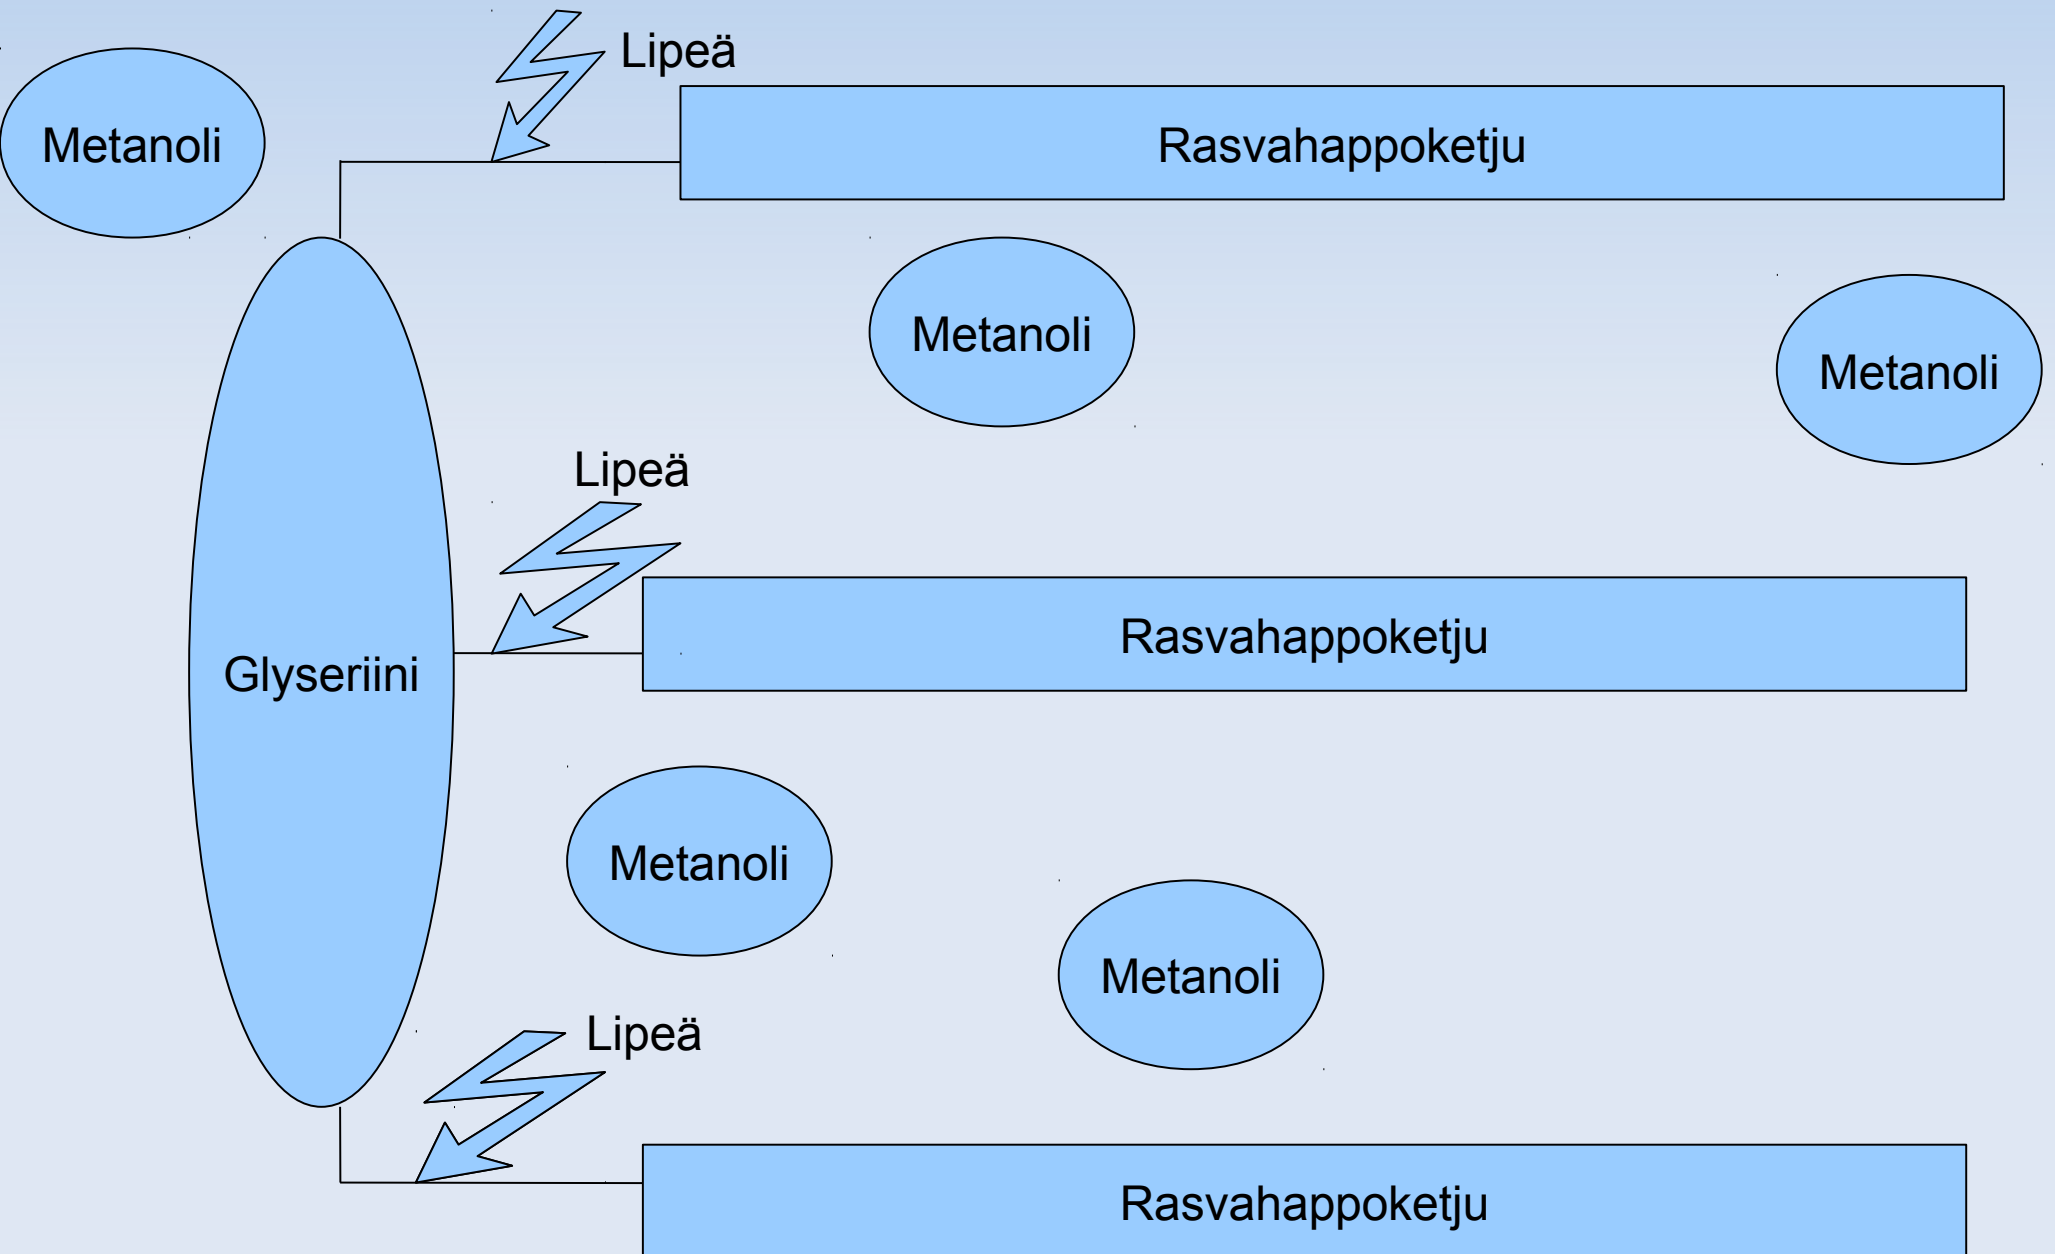 Lipeä
Metanoli
Rasvahappoketju
Metanoli
Metanoli
Lipeä
Rasvahappoketju
Glyseriini
Metanoli
Metanoli
Lipeä
Rasvahappoketju